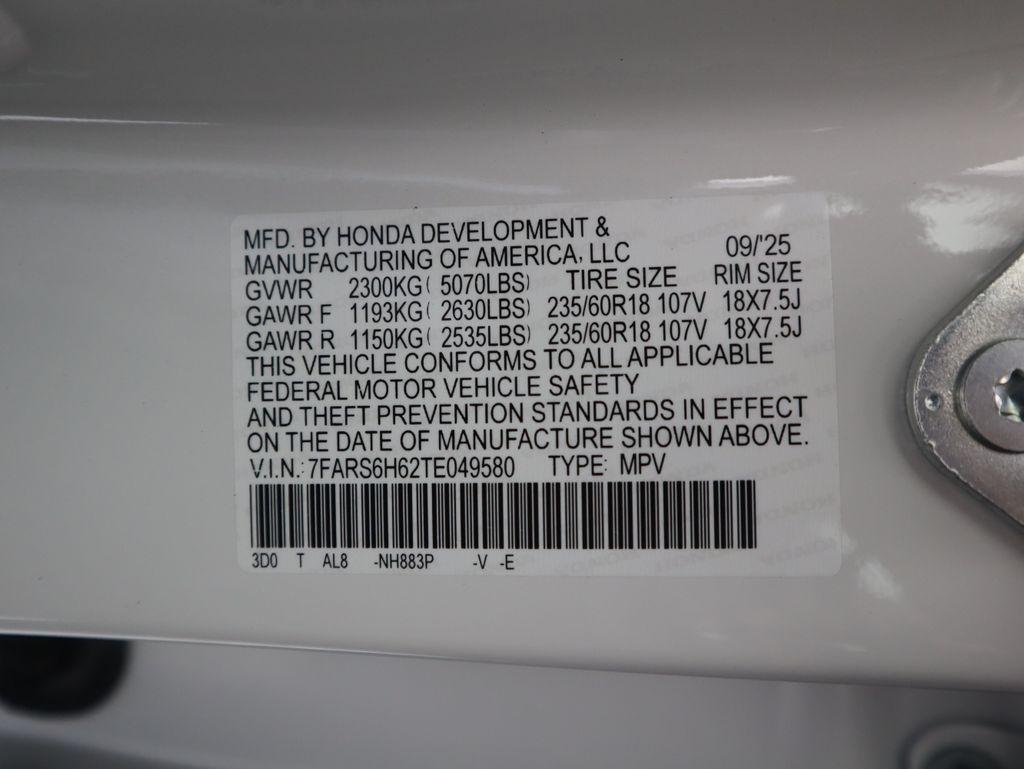 MFD. BY HONDA DEVELOPMENT &
MANUFACTURING OF AMERICA, LLC 09/'25
GVWR 2300KG( 5070LBS) TIRE SIZE RIM SIZE
GAWR F 1193KG( 2630LBS) 235/60R18 107V 18X7.5J
GAWR R 1150KG( 2535LBS) 235/60R18 107V 18X7.5J
THIS VEHICLE CONFORMS TO ALL APPLICABLE
FEDERAL MOTOR VEHICLE SAFETY
AND THEFT PREVENTION STANDARDS IN EFFECT
ON THE DATE OF MANUFACTURE SHOWN ABOVE.
V.I.N.: 7FARS6H62TE049580 TYPE: MPV
3D0 T AL8 -NH883P -V -E